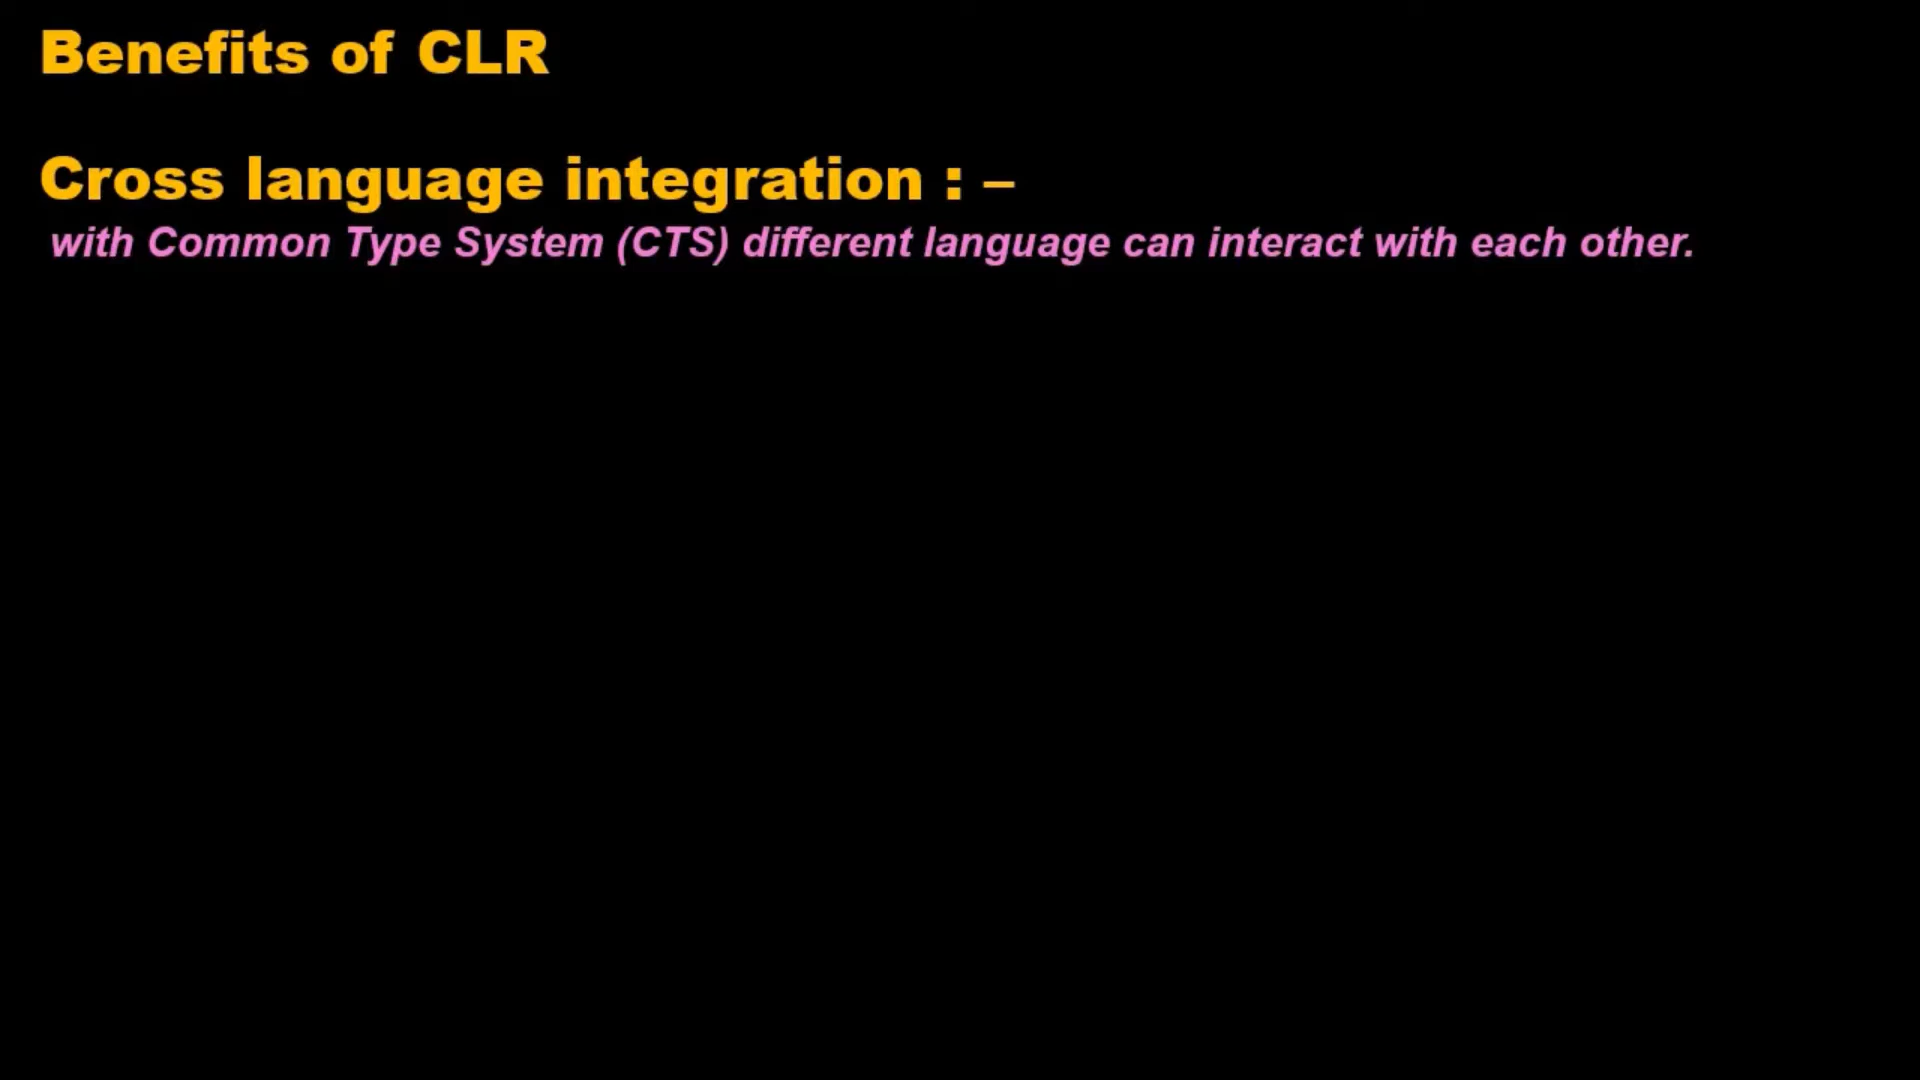 Benefits of CLR
Cross language integration : –
with Common Type System (CTS) different language can interact with each other.